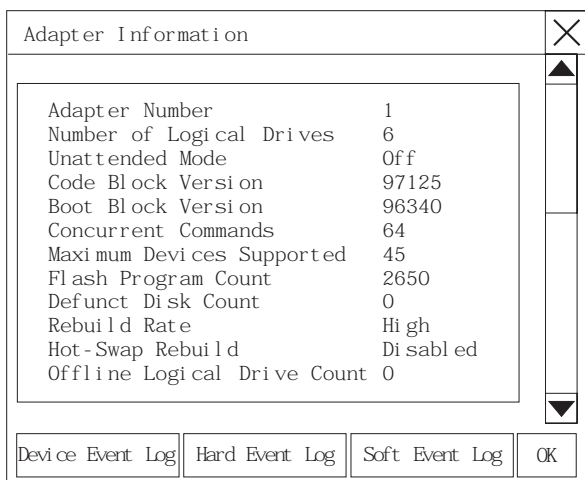 Adapter Information
Adapter Number 1
Number of Logical Drives 6
Unattended Mode Off
Code Block Version 97125
Boot Block Version 96340
Concurrent Commands 64
Maximum Devices Supported 45
Flash Program Count 2650
Defunct Disk Count 0
Rebuild Rate High
Hot-Swap Rebuild Disabled
Offline Logical Drive Count 0
Device Event Log Hard Event Log Soft Event Log OK